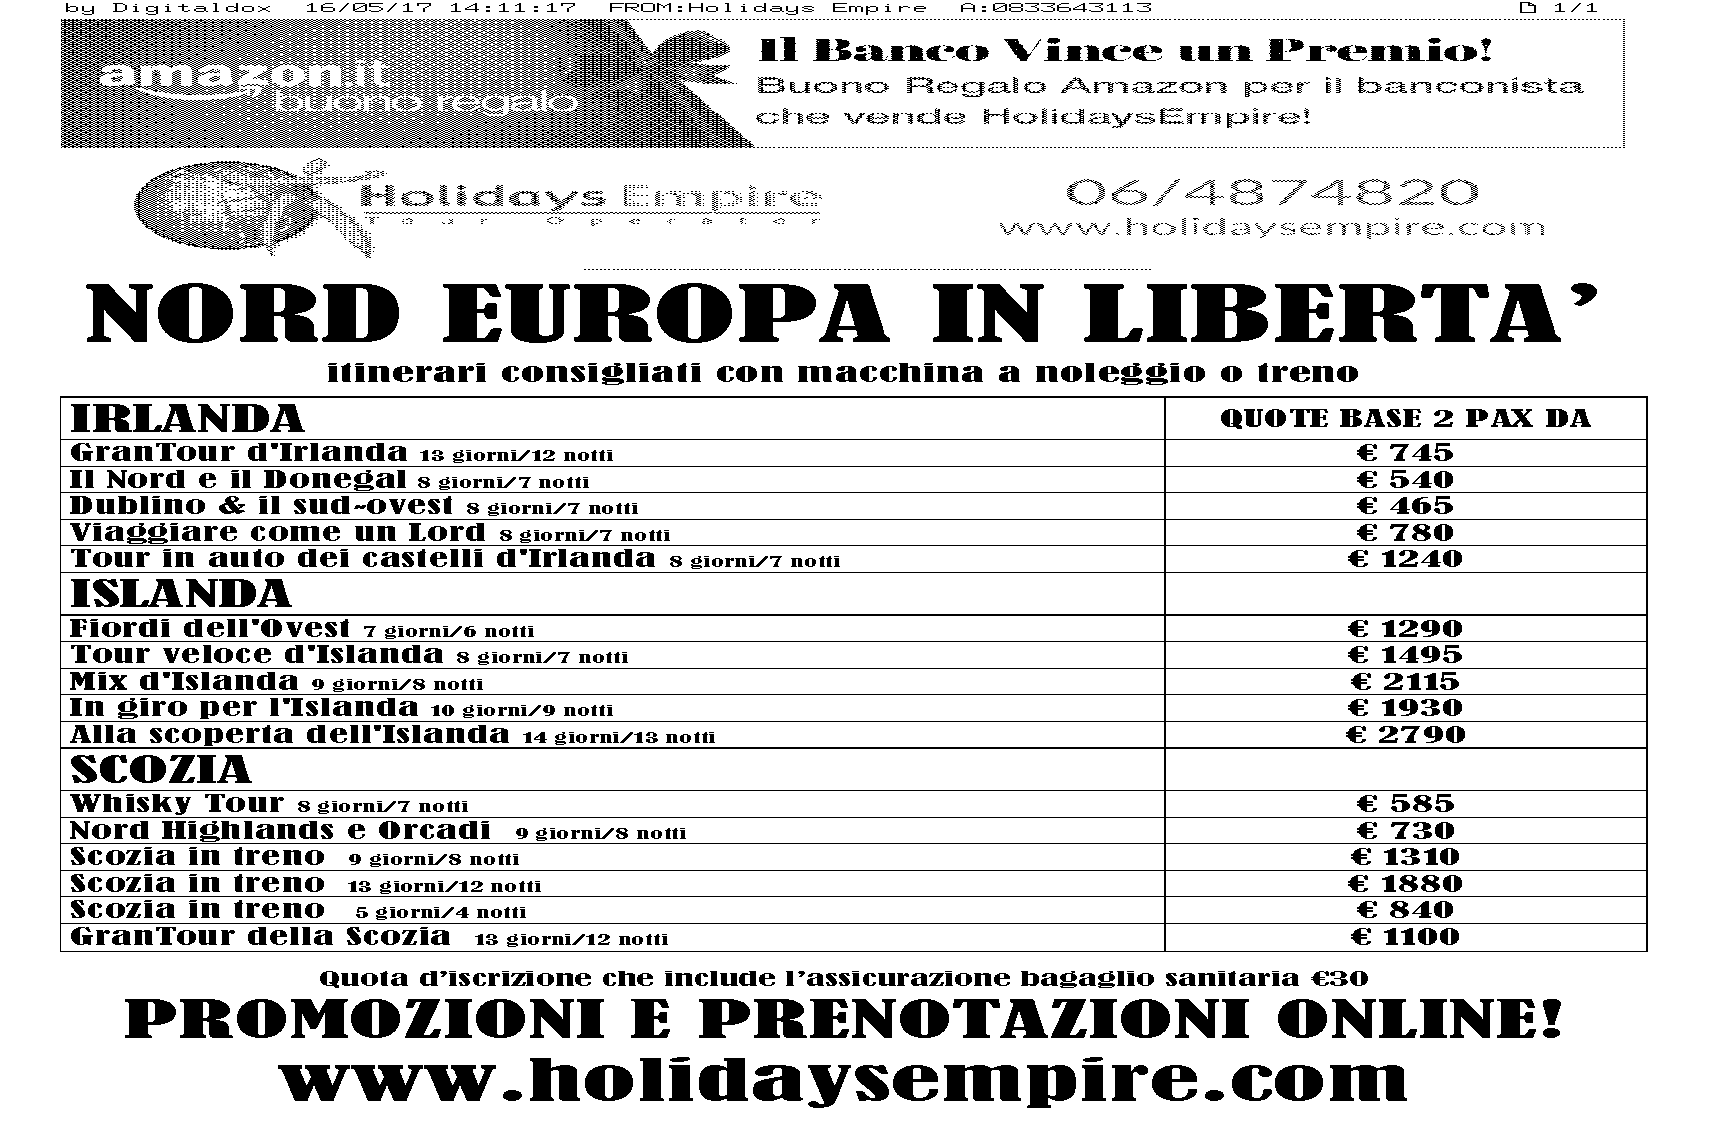 by Digitaldox 16/05/17 14:11:17 FROM:Holidays Empire A:0833643113 1/1
amazon.it
buono regalo
Il Banco Vince un Premio!
Buono Regalo Amazon per il banconista
che vende HolidaysEmpire!
Holidays Empire
Tour Operator
06/4874820
www.holidaysempire.com
NORD EUROPA IN LIBERTA’
itinerari consigliati con macchina a noleggio o treno
IRLANDA QUOTE BASE 2 PAX DA
GranTour d'Irlanda 13 giorni/12 notti € 745
Il Nord e il Donegal 8 giorni/7 notti € 540
Dublino & il sud~ovest 8 giorni/7 notti € 465
Viaggiare come un Lord 8 giorni/7 notti € 780
Tour in auto dei castelli d'Irlanda 8 giorni/7 notti € 1240
ISLANDA
Fiordi dell'Ovest 7 giorni/6 notti € 1290
Tour veloce d'Islanda 8 giorni/7 notti € 1495
Mix d'Islanda 9 giorni/8 notti € 2115
In giro per l'Islanda 10 giorni/9 notti € 1930
Alla scoperta dell'Islanda 14 giorni/13 notti € 2790
SCOZIA
Whisky Tour 8 giorni/7 notti € 585
Nord Highlands e Orcadi 9 giorni/8 notti € 730
Scozia in treno 9 giorni/8 notti € 1310
Scozia in treno 13 giorni/12 notti € 1880
Scozia in treno 5 giorni/4 notti € 840
GranTour della Scozia 13 giorni/12 notti € 1100
Quota d’iscrizione che include l’assicurazione bagaglio sanitaria €30
PROMOZIONI E PRENOTAZIONI ONLINE!
www.holidaysempire.com